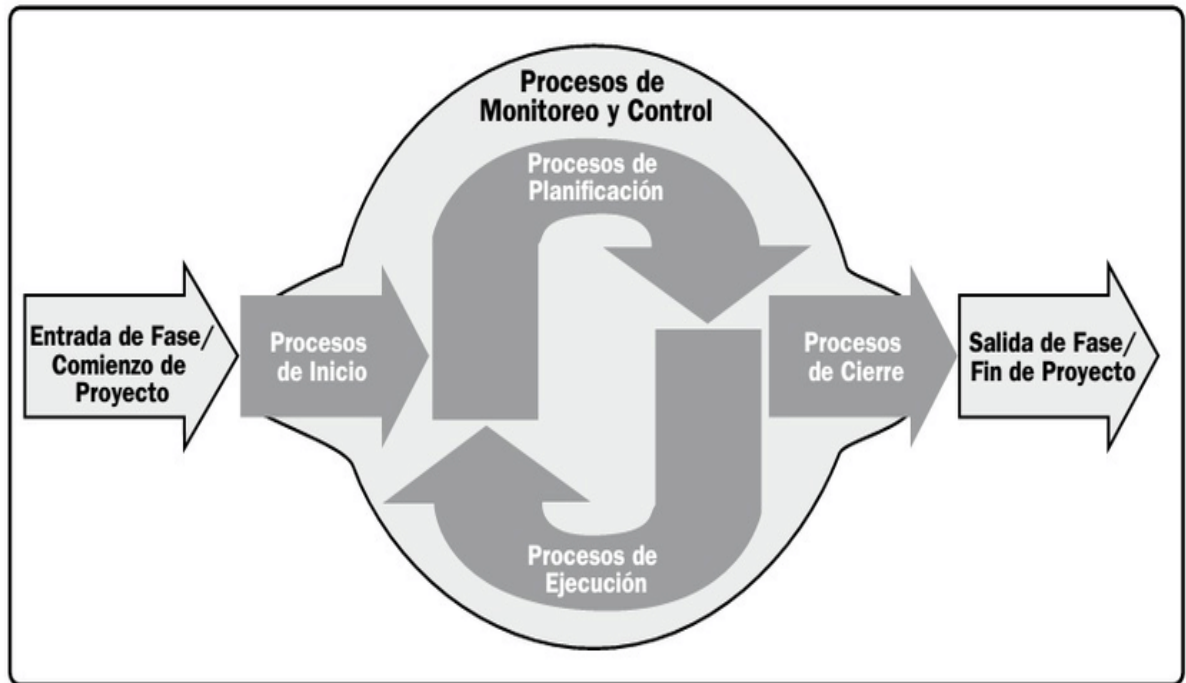 Procesos de
Monitoreo y Control
Procesos de
Planificación
Entrada de Fase/
Comienzo de
Proyecto
Procesos
de Inicio
Procesos
de Cierre
Salida de Fase/
Fin de Proyecto
Procesos de
Ejecución